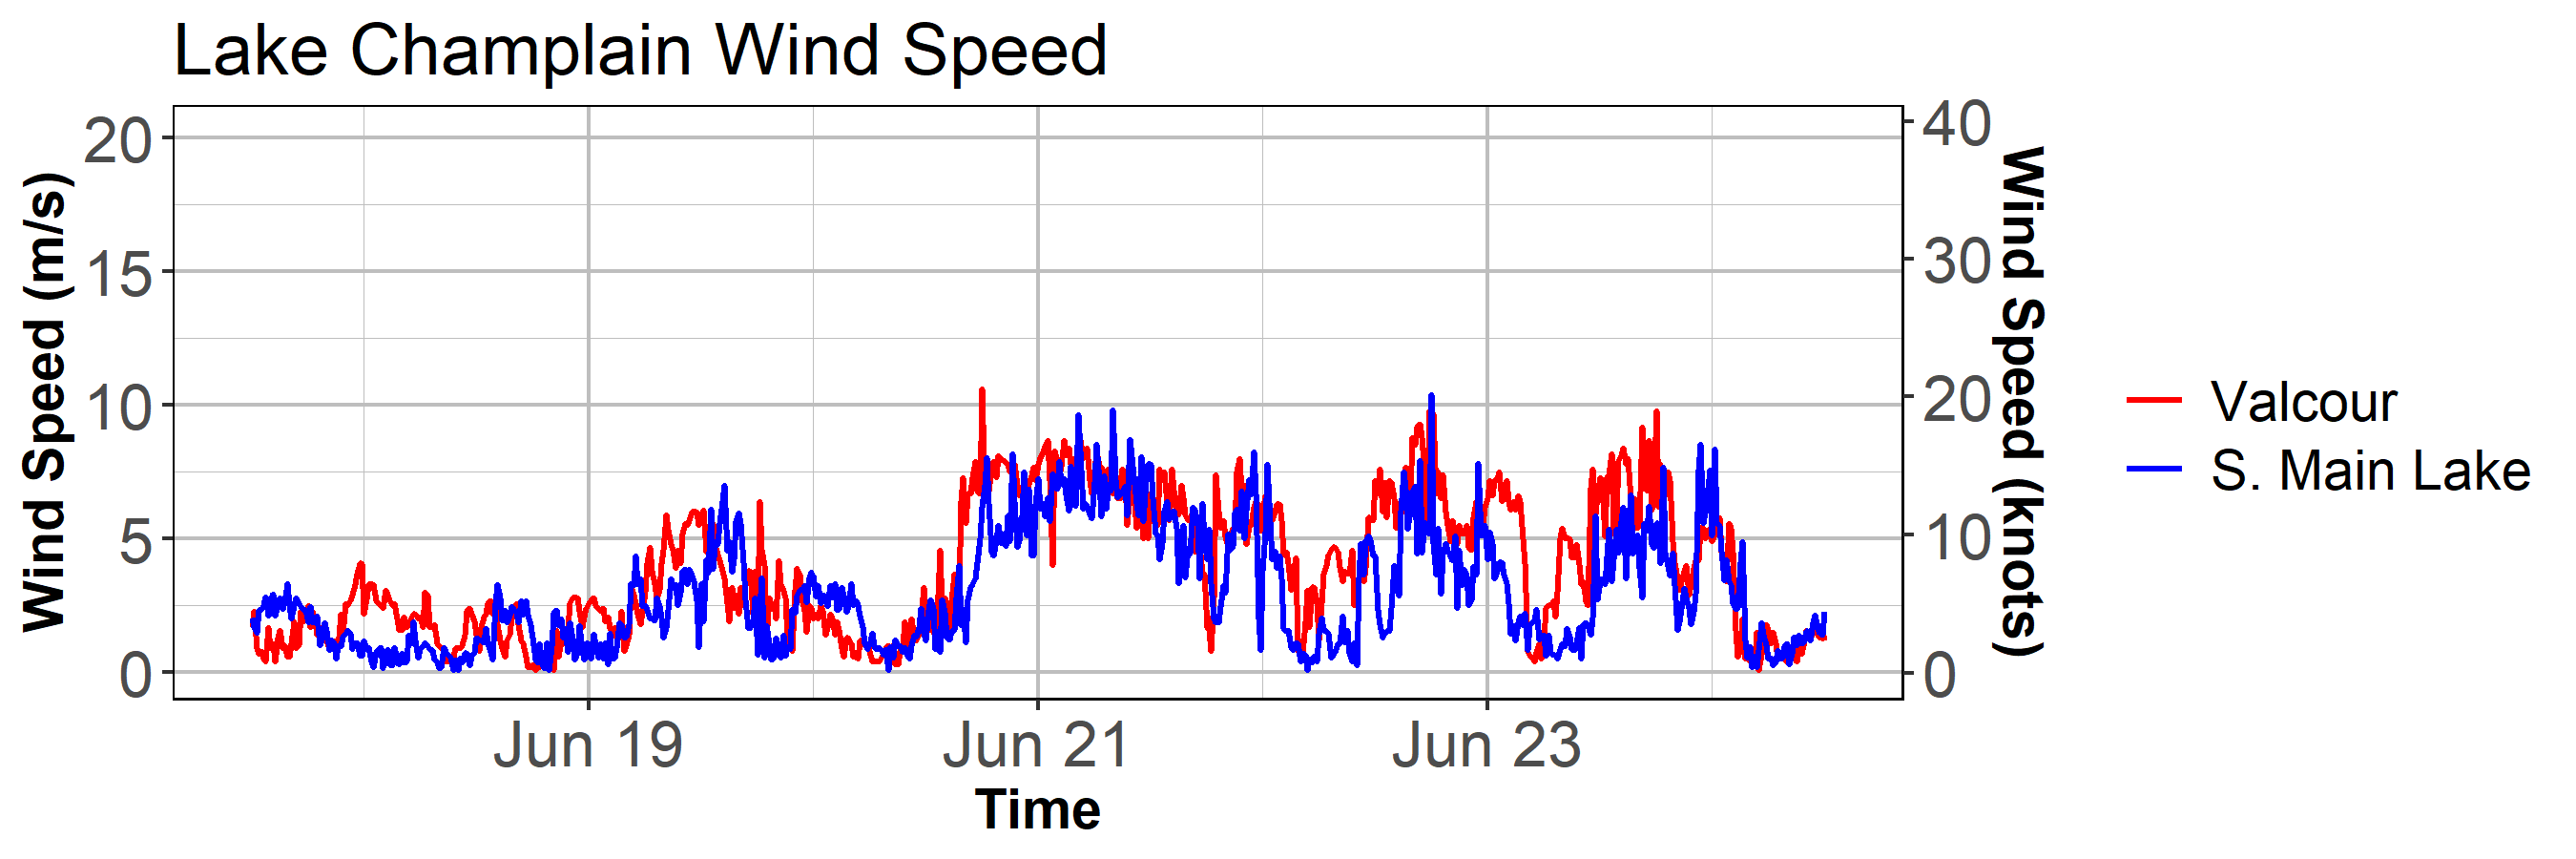 Lake Champlain Wind Speed
Wind Speed (m/s)
20
15
10
5
0
40
30
20
10
0
Wind Speed (knots)
Jun 19
Jun 21
Jun 23
Time
Valcour
S. Main Lake